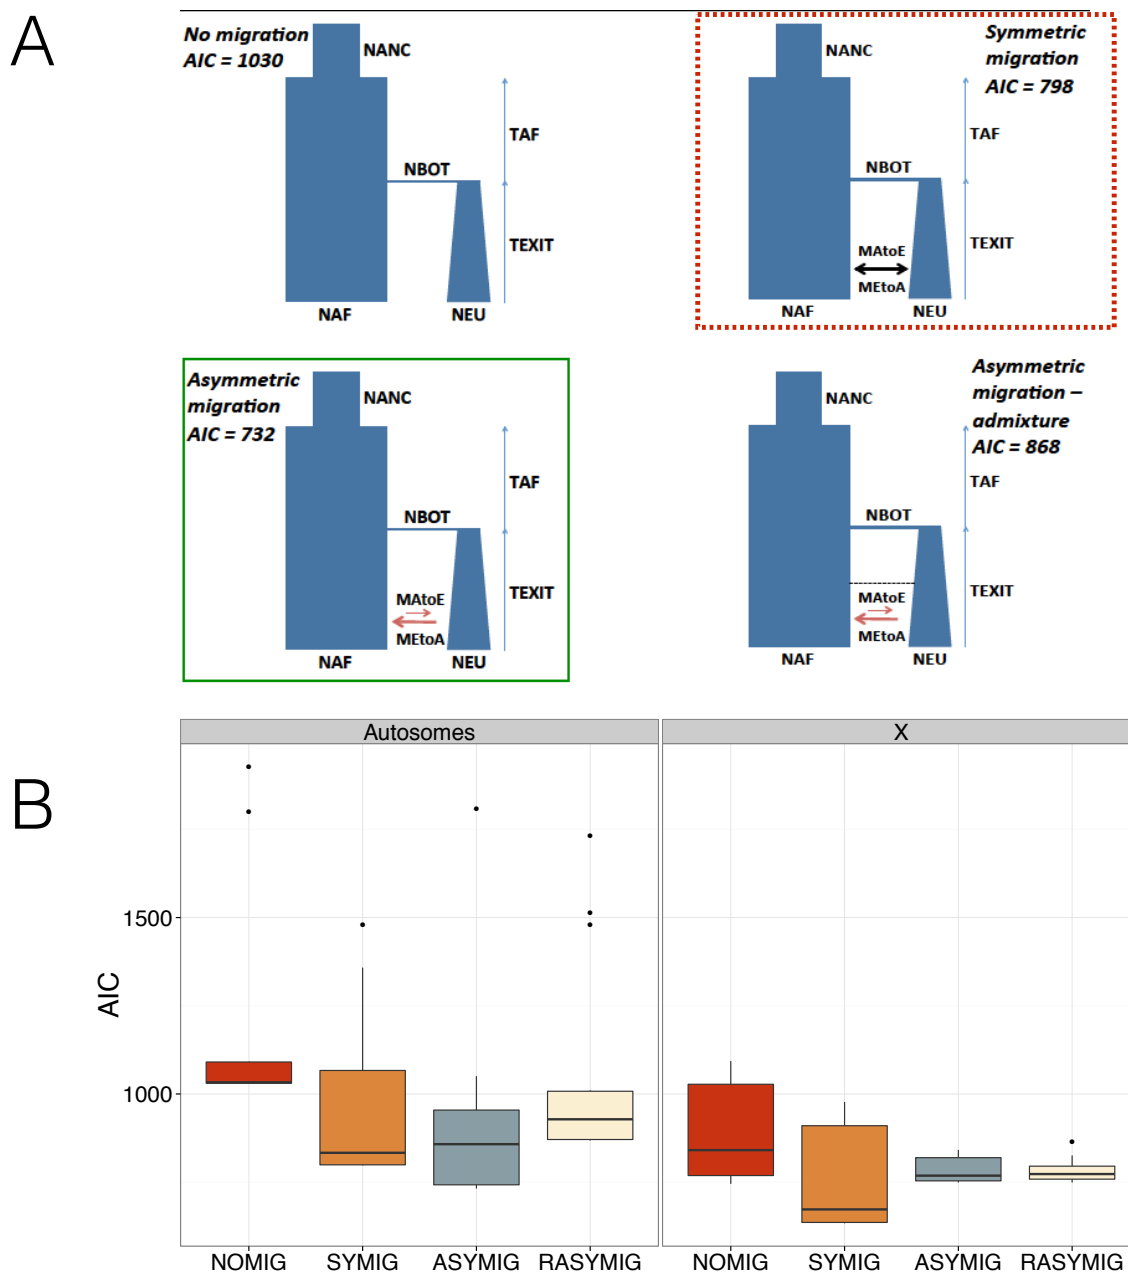 A
No migration
AIC = 1030
NANC
TAF
NBOT
TEXIT
NAF
NEU
Symmetric
migration
AIC = 798
NANC
TAF
NBOT
TEXIT
MAtoE
MEtoA
NAF
NEU
Asymmetric
migration
AIC = 732
NANC
TAF
NBOT
TEXIT
MAtoE
MEtoA
NAF
NEU
Asymmetric
migration –
admixture
AIC = 868
NANC
TAF
NBOT
TEXIT
MAtoE
MEtoA
NAF
NEU
B
Autosomes
X
AIC
1500
1000
NOMIG SYMIG ASYMIG RASYMIG
NOMIG SYMIG ASYMIG RASYMIG